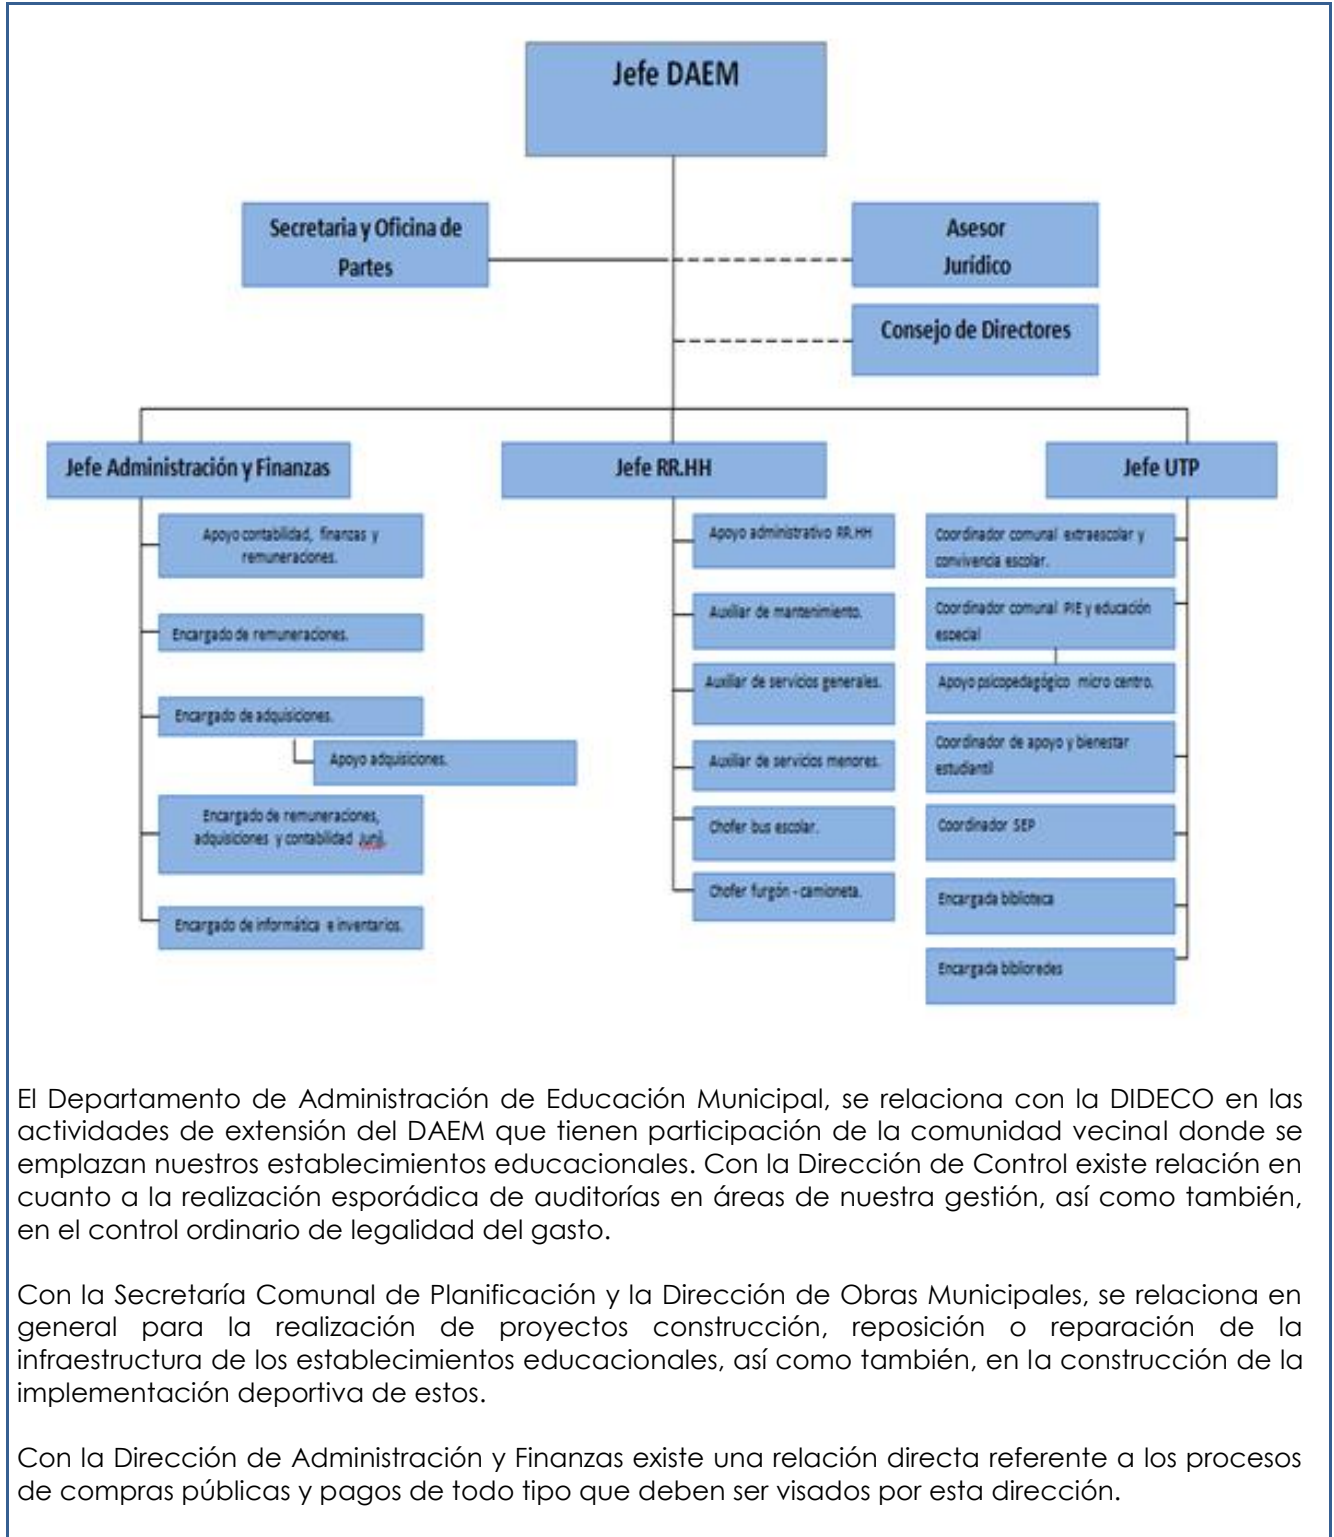 Jefe DAEM
Secretaria y Oficina de
Partes
Asesor
Jurídico
Consejo de Directores
Jefe Administración y Finanzas
Jefe RR.HH
Jefe UTP
Apoyo contabilidad, finanzas y
remuneraciones.
Encargado de remuneraciones.
Encargado de adquisiciones.
Apoyo adquisiciones.
Encargado de remuneraciones,
adquisiciones y contabilidad Junji.
Encargado de informática e inventarios.
Apoyo administrativo RR.HH
Auxiliar de mantenimiento.
Auxiliar de servicios generales.
Auxiliar de servicios menores.
Chofer bus escolar.
Chofer furgón - camioneta.
Coordinador comunal extraescolar y
convivencia escolar.
Coordinador comunal PIE y educación
especial
Apoyo psicopedagógico micro centro.
Coordinador de apoyo y bienestar
estudiantil
Coordinador SEP
Encargada biblioteca
Encargada biblioredes
El Departamento de Administración de Educación Municipal, se relaciona con la DIDECO en las
actividades de extensión del DAEM que tienen participación de la comunidad vecinal donde se
emplazan nuestros establecimientos educacionales. Con la Dirección de Control existe relación en
cuanto a la realización esporádica de auditorías en áreas de nuestra gestión, así como también,
en el control ordinario de legalidad del gasto.
Con la Secretaría Comunal de Planificación y la Dirección de Obras Municipales, se relaciona en
general para la realización de proyectos construcción, reposición o reparación de la
infraestructura de los establecimientos educacionales, así como también, en la construcción de la
implementación deportiva de estos.
Con la Dirección de Administración y Finanzas existe una relación directa referente a los procesos
de compras públicas y pagos de todo tipo que deben ser visados por esta dirección.